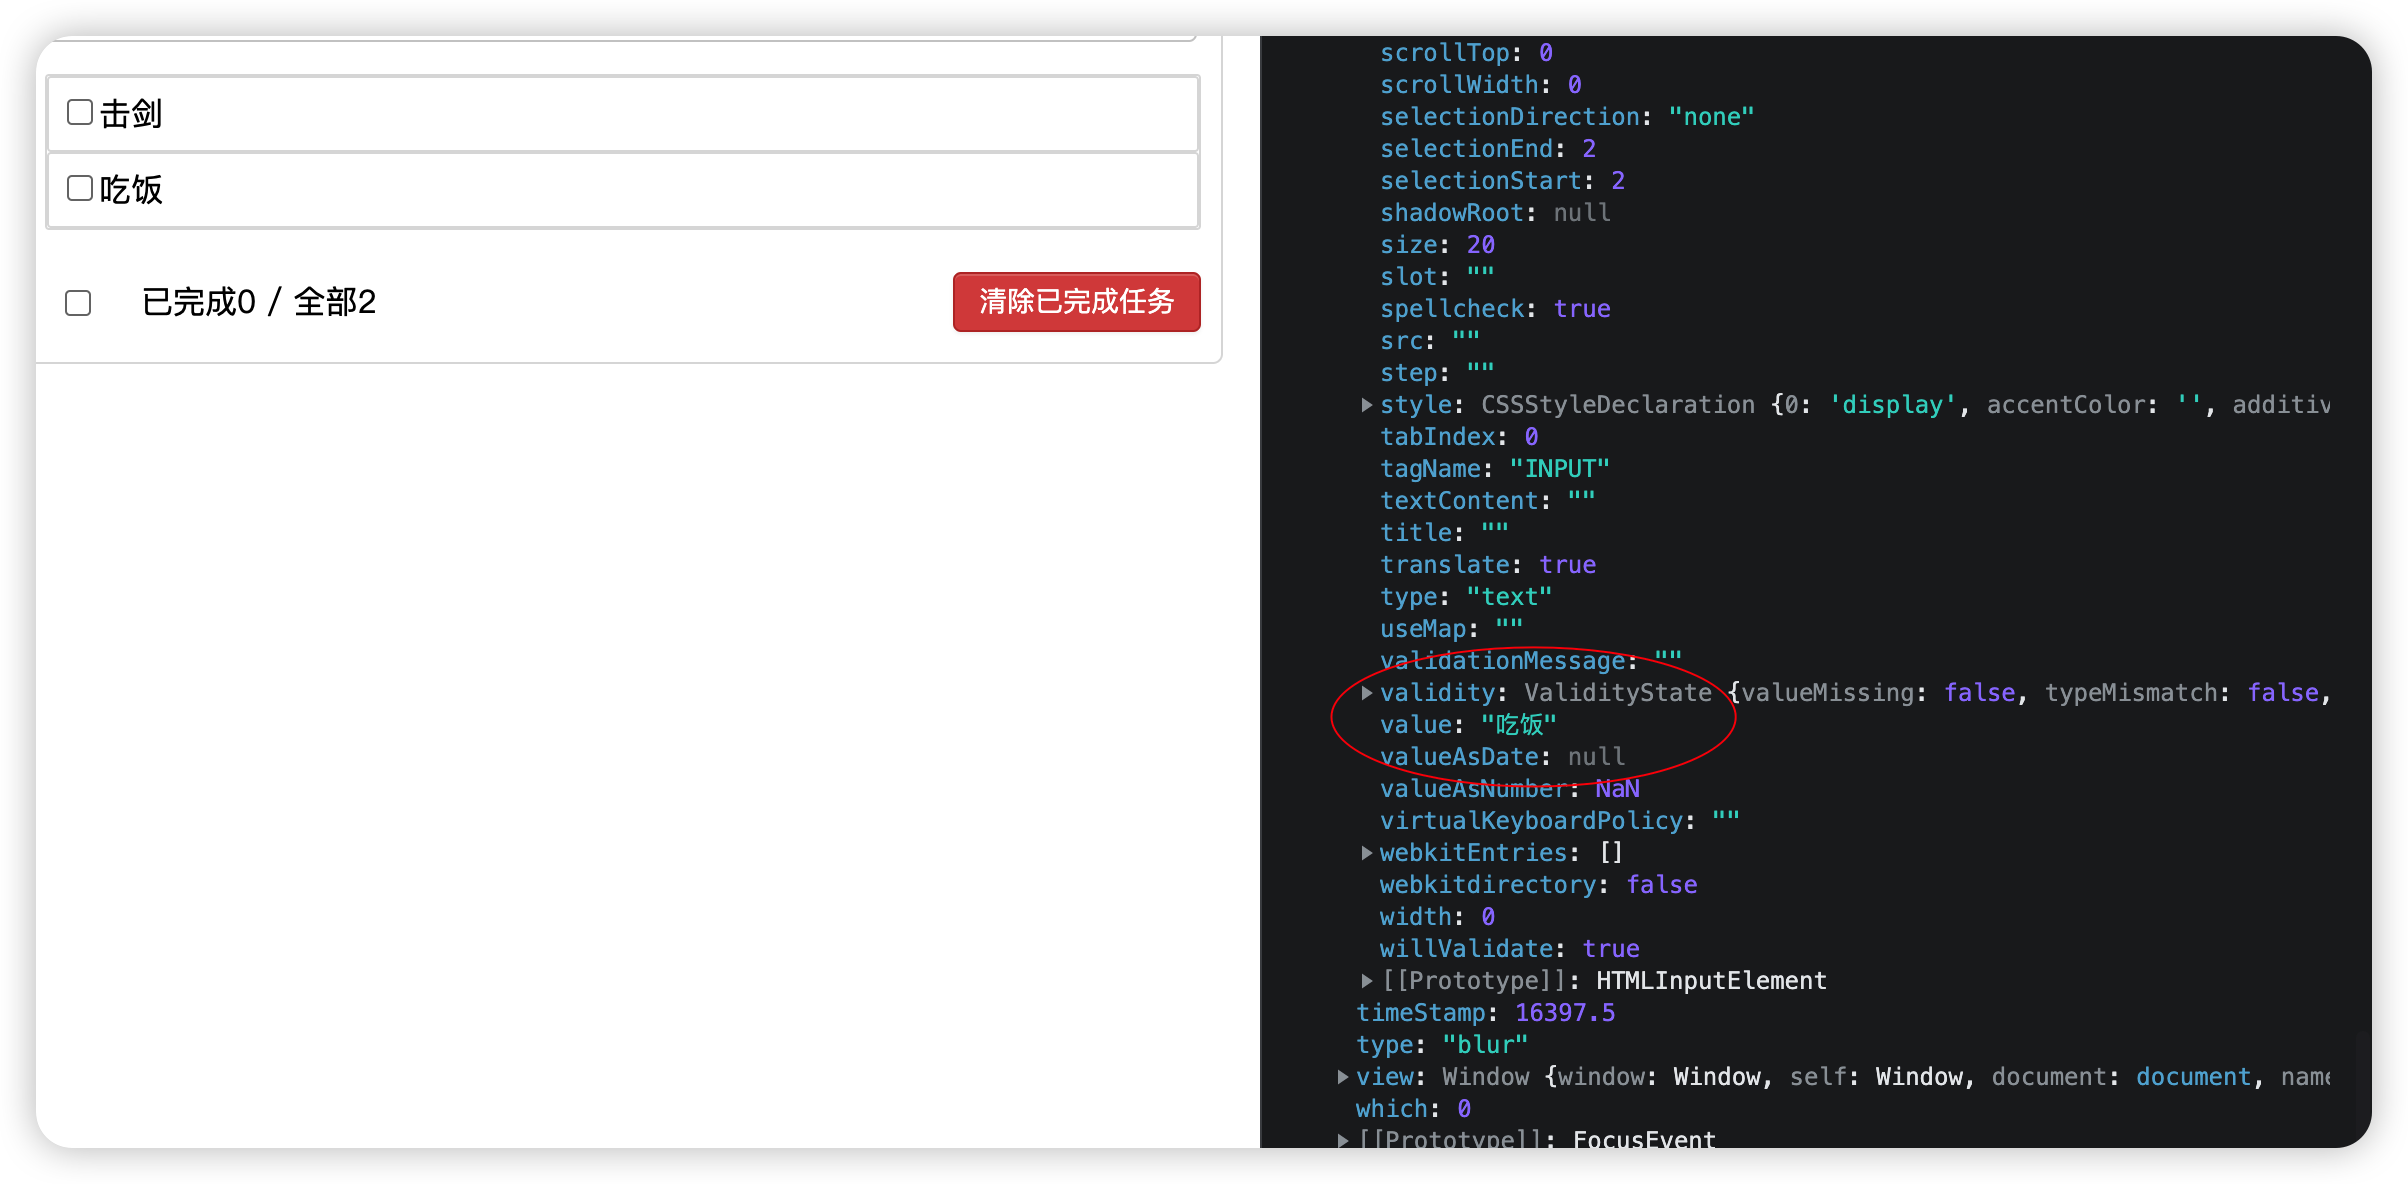 击剑
吃饭
已完成0 / 全部2
清除已完成任务
scrollTop: 0
scrollWidth: 0
selectionDirection: "none"
selectionEnd: 2
selectionStart: 2
shadowRoot: null
size: 20
slot: ""
spellcheck: true
src: ""
step: ""
style: CSSStyleDeclaration {0: 'display', accentColor: '', additiv
tabIndex: 0
tagName: "INPUT"
textContent: ""
title: ""
translate: true
type: "text"
useMap: ""
validationMessage: ""
validity: ValidityState {valueMissing: false, typeMismatch: false,
value: "吃饭"
valueAsDate: null
valueAsNumber: NaN
virtualKeyboardPolicy: ""
webkitEntries: []
webkitdirectory: false
width: 0
willValidate: true
[[Prototype]]: HTMLInputElement
timeStamp: 16397.5
type: "blur"
view: Window {window: Window, self: Window, document: document, name
which: 0
[[Prototype]]: FocusEvent